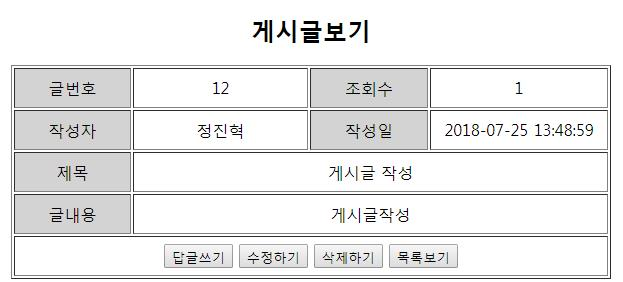 게시글보기
글번호 12 조회수 1
작성자 정진혁 작성일 2018-07-25 13:48:59
제목 게시글 작성
글내용 게시글작성
답글쓰기 수정하기 삭제하기 목록보기